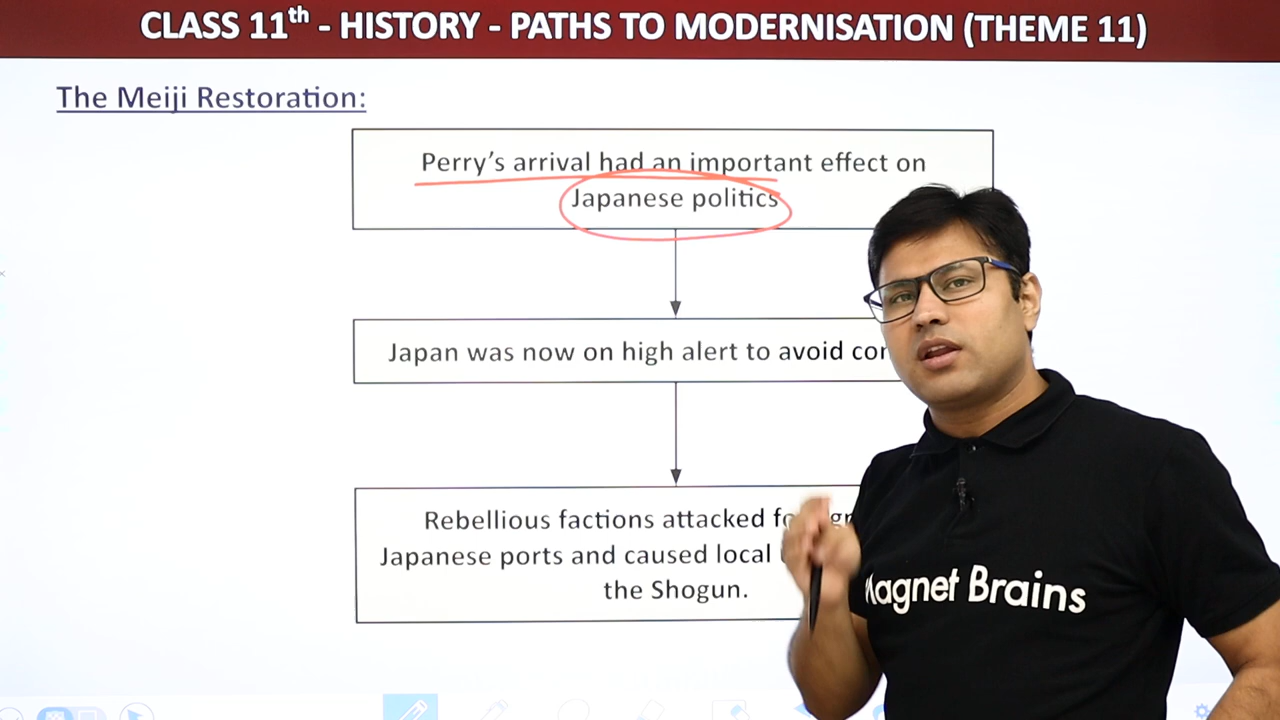 CLASS 11th - HISTORY - PATHS TO MODERNISATION (THEME 11)
The Meiji Restoration:
Perry's arrival had an important effect on
Japanese politics
Japan was now on high alert to avoid
Rebellious factions attacked
Japanese ports and caused local
the Shogun.
Magnet Brains